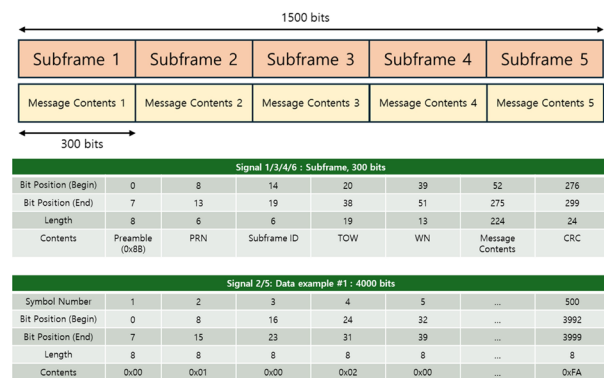 1500 bits
Subframe 1 Subframe 2 Subframe 3 Subframe 4 Subframe 5
Message Contents 1 Message Contents 2 Message Contents 3 Message Contents 4 Message Contents 5
300 bits
Signal 1/3/4/6 : Subframe, 300 bits
Bit Position (Begin) 0 8 14 20 39 52 276
Bit Position (End) 7 13 19 38 51 275 299
Length 8 6 6 19 13 224 24
Contents Preamble PRN Subframe ID TOW WN Message CRC
(0x8B) Contents
Signal 2/5: Data example #1 : 4000 bits
Symbol Number 1 2 3 4 5 ... 500
Bit Position (Begin) 0 8 16 24 32 ... 3992
Bit Position (End) 7 15 23 31 39 ... 3999
Length 8 8 8 8 8 ... 8
Contents 0x00 0x01 0x00 0x02 0x00 ... 0xFA